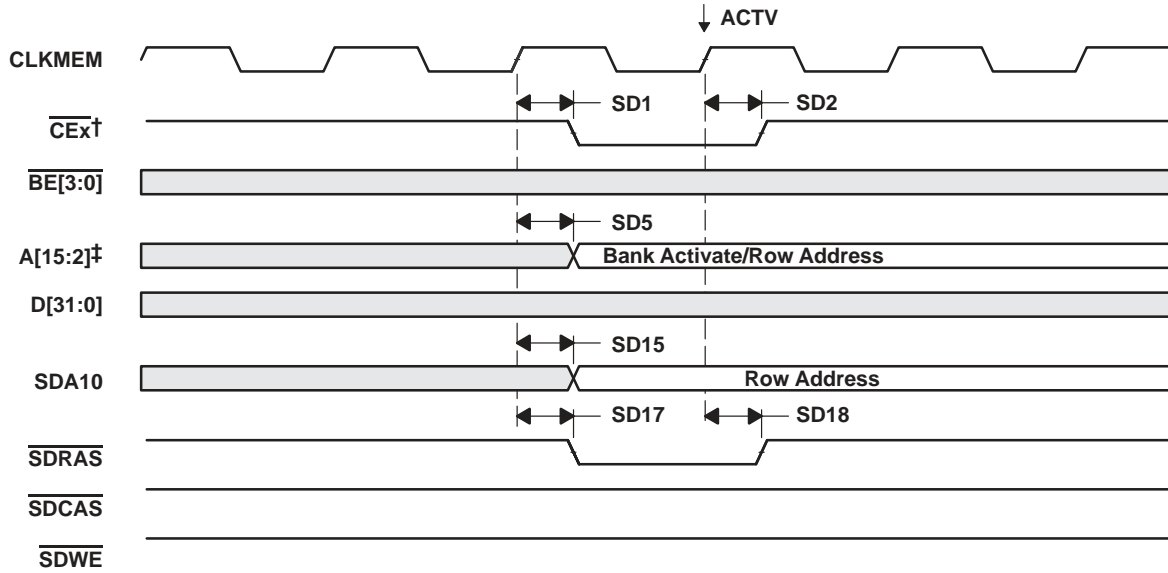 ACTV
CLKMEM
SD1
SD2
CEx†
BE[3:0]
SD5
A[15:2]‡
Bank Activate/Row Address
D[31:0]
SD15
SDA10
Row Address
SD17
SD18
SDRAS
SDCAS
SDWE